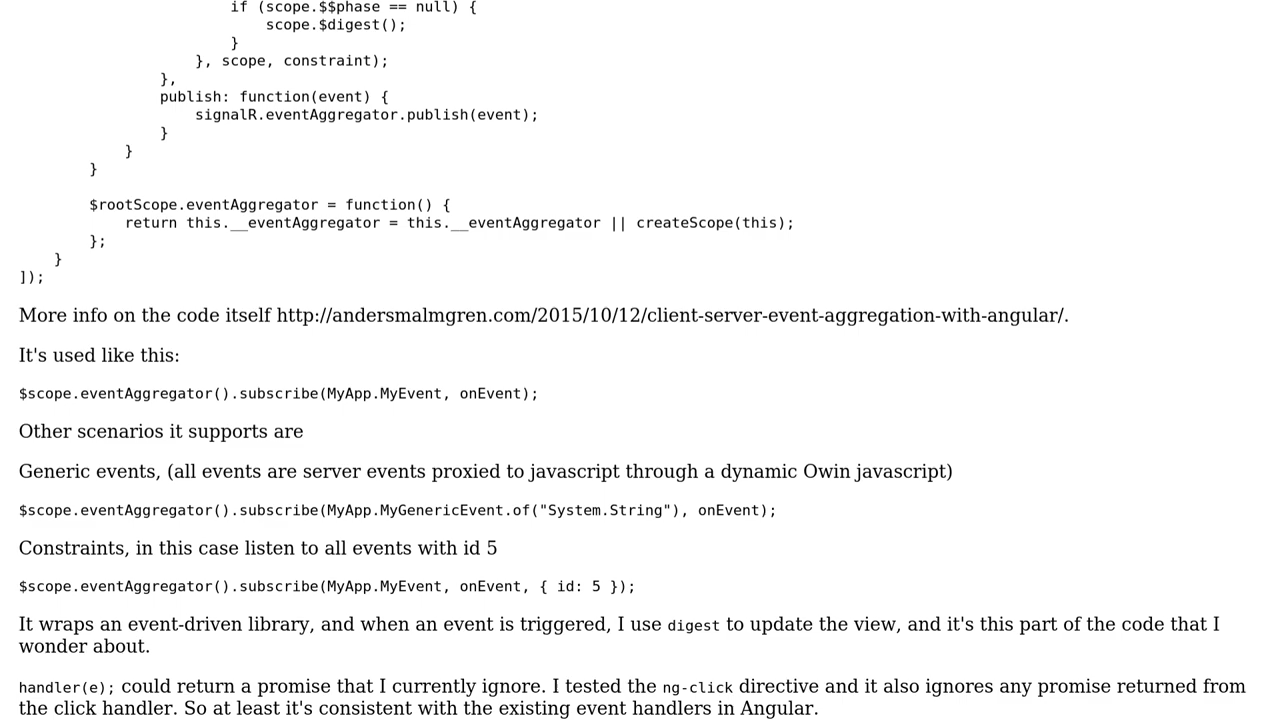 if (scope.$$phase == null) {
scope.$digest();
}
}, scope, constraint);
},
publish: function(event) {
signalR.eventAggregator.publish(event);
}
}
}
$rootScope.eventAggregator = function() {
return this.__eventAggregator = this.__eventAggregator || createScope(this);
};
}
]);
More info on the code itself http://andersmalmgren.com/2015/10/12/client-server-event-aggregation-with-angular/.
It's used like this:
$scope.eventAggregator().subscribe(MyApp.MyEvent, onEvent);
Other scenarios it supports are
Generic events, (all events are server events proxied to javascript through a dynamic Owin javascript)
$scope.eventAggregator().subscribe(MyApp.MyGenericEvent.of("System.String"), onEvent);
Constraints, in this case listen to all events with id 5
$scope.eventAggregator().subscribe(MyApp.MyEvent, onEvent, { id: 5 });
It wraps an event-driven library, and when an event is triggered, I use digest to update the view, and it's this part of the code that I
wonder about.
handler(e); could return a promise that I currently ignore. I tested the ng-click directive and it also ignores any promise returned from
the click handler. So at least it's consistent with the existing event handlers in Angular.